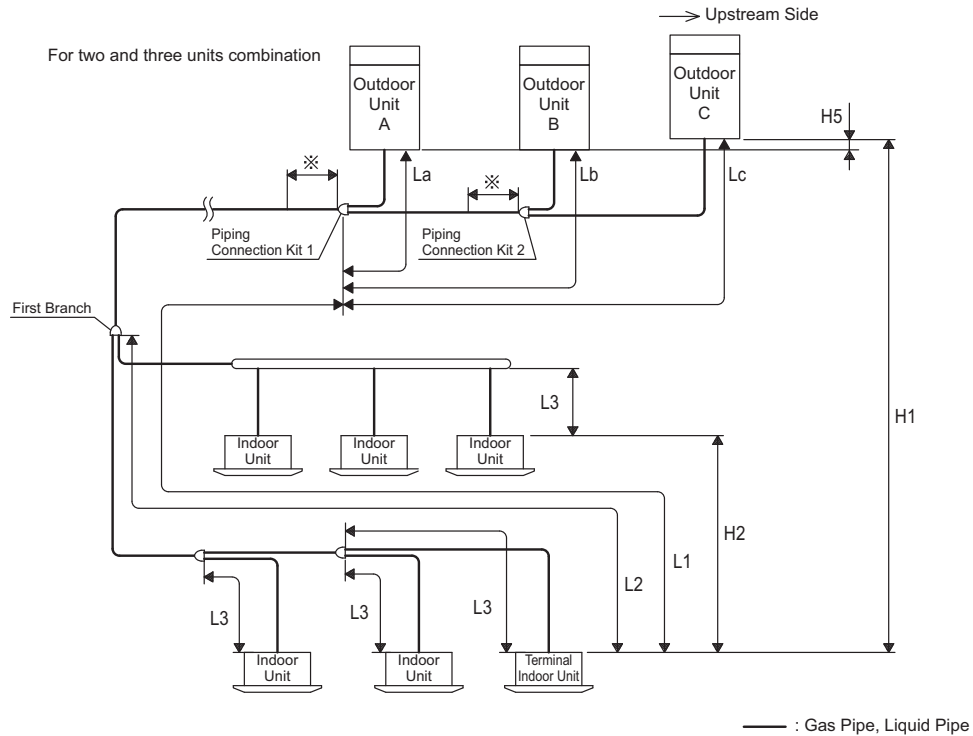 Upstream Side
For two and three units combination
Outdoor
Unit
A
Outdoor
Unit
B
Outdoor
Unit
C
H5
※
La
※
Lb
Lc
Piping
Connection Kit 1
Piping
Connection Kit 2
First Branch
L3
H1
Indoor
Unit
Indoor
Unit
Indoor
Unit
H2
L1
L2
L3
L3
L3
Indoor
Unit
Indoor
Unit
Terminal
Indoor Unit
: Gas Pipe, Liquid Pipe